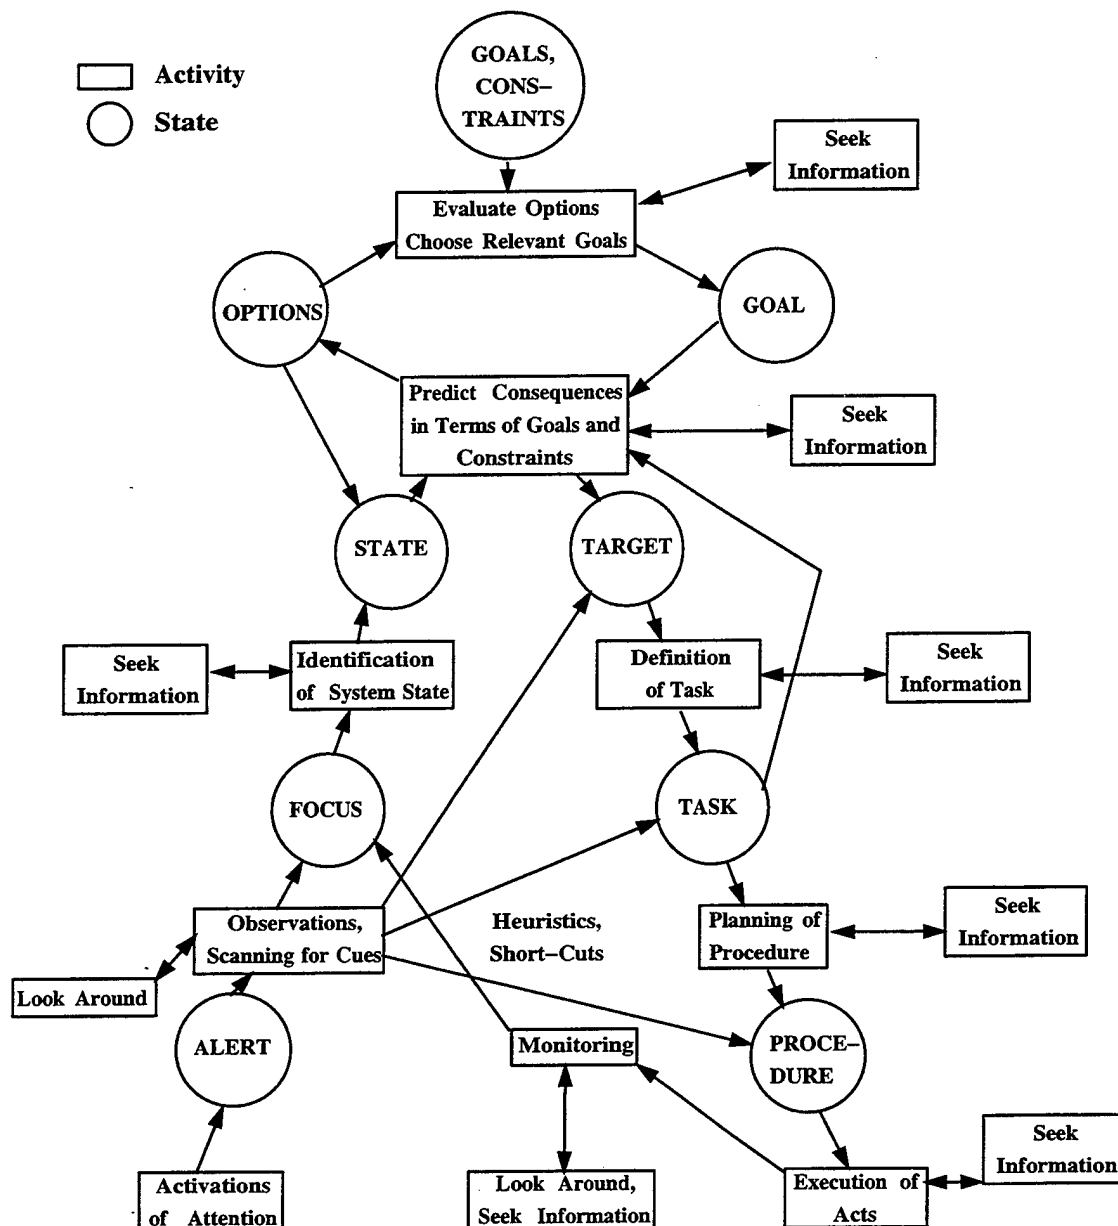 Activity
State
GOALS,
CONS–
TRAINTS
Seek
Information
Evaluate Options
Choose Relevant Goals
OPTIONS
GOAL
Predict Consequences
in Terms of Goals and
Constraints
Seek
Information
STATE
TARGET
Seek
Information
Identification
of System State
Definition
of Task
Seek
Information
FOCUS
TASK
Observations,
Scanning for Cues
Heuristics,
Short–Cuts
Planning of
Procedure
Seek
Information
Look Around
ALERT
Monitoring
PROCE–
DURE
Seek
Information
Activations
of Attention
Look Around,
Seek Information
Execution of
Acts